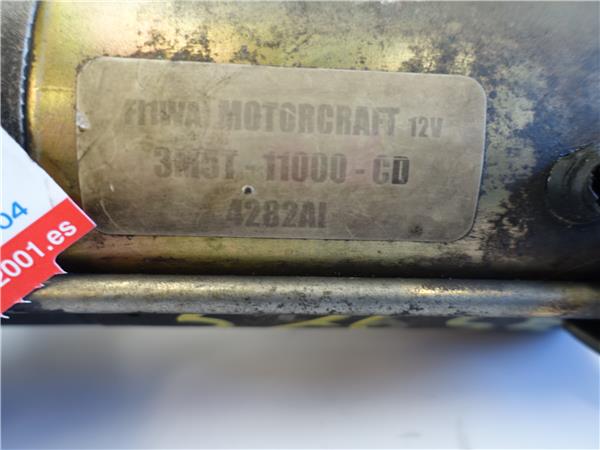 MOTORCRAFT 12V
3M5T-11000-CD
4282AI
04
2001.es